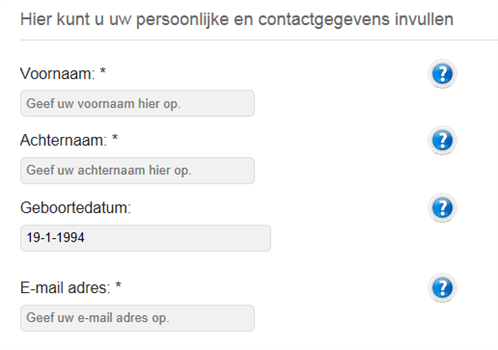 Hier kunt u uw persoonlijke en contactgegevens invullen
Voornaam: *
?
Geef uw voornaam hier op.
Achternaam: *
?
Geef uw achternaam hier op.
Geboortedatum:
?
19-1-1994
E-mail adres: *
?
Geef uw e-mail adres op.